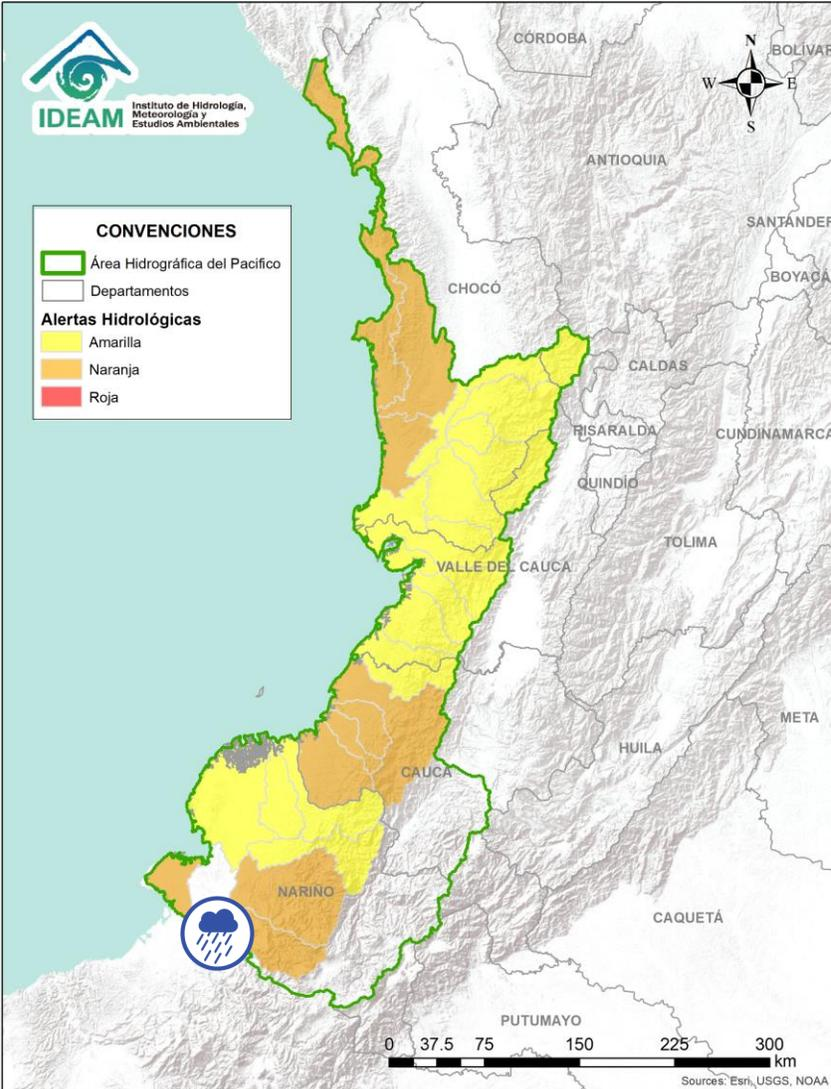 IDEAM
Instituto de Hidrología,
Meteorología y
Estudios Ambientales
N
W E
S
CONVENCIONES
Área Hidrográfica del Pacifico
Departamentos
Alertas Hidrológicas
Amarilla
Naranja
Roja
CÓRDOBA
BOLÍVAR
ANTIOQUIA
SANTANDER
BOYACÁ
CHOCÓ
CALDAS
RISARALDA
CUNDINAMARCA
QUINDÍO
TOLIMA
VALLE DEL CAUCA
META
HUILA
CAUCA
NARIÑO
CAQUETÁ
PUTUMAYO
0 37.5 75 150 225 300
km
Sources: Esri, USGS, NOAA